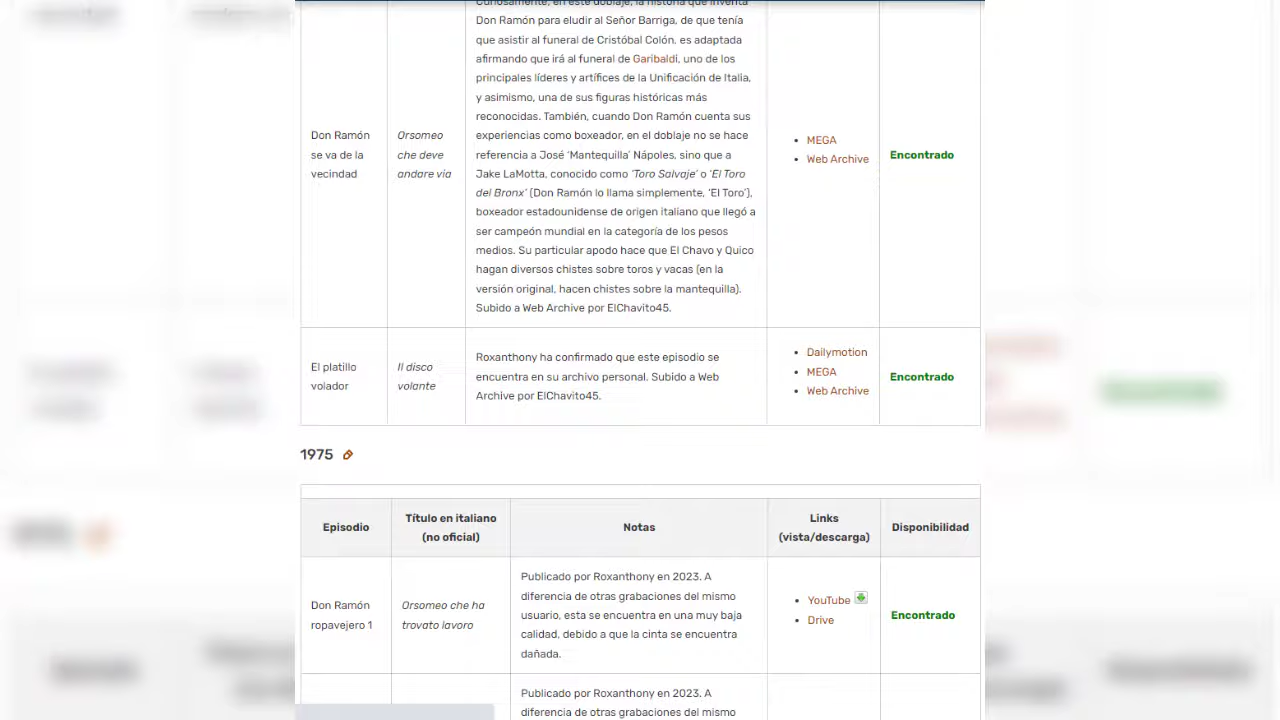 Curiosamente, en este doblaje, la historia que inventa
Don Ramón para eludir al Señor Barriga, de que tenía
que asistir al funeral de Cristóbal Colón, es adaptada
afirmando que irá al funeral de Garibaldi, uno de los
principales líderes y artífices de la Unificación de Italia,
y asimismo, una de sus figuras históricas más
reconocidas. También, cuando Don Ramón cuenta sus
experiencias como boxeador, en el doblaje no se hace
referencia a José ‘Mantequilla’ Nápoles, sino que a
Jake LaMotta, conocido como ‘Toro Salvaje’ o ‘El Toro
del Bronx’ (Don Ramón lo llama simplemente, ‘El Toro’),
boxeador estadounidense de origen italiano que llegó a
ser campeón mundial en la categoría de los pesos
medios. Su particular apodo hace que El Chavo y Quico
hagan diversos chistes sobre toros y vacas (en la
versión original, hacen chistes sobre la mantequilla).
Subido a Web Archive por ElChavito45.
Don Ramón
se va de la
vecindad
Orsomeo
che deve
andare via
MEGA
Web Archive
Encontrado
El platillo
volador
Il disco
volante
Roxanthony ha confirmado que este episodio se
encuentra en su archivo personal. Subido a Web
Archive por ElChavito45.
Dailymotion
MEGA
Web Archive
Encontrado
1975
Episodio
Título en italiano
(no oficial)
Notas
Links
(vista/descarga)
Disponibilidad
Don Ramón
ropavejero 1
Orsomeo che ha
trovato lavoro
Publicado por Roxanthony en 2023. A
diferencia de otras grabaciones del mismo
usuario, esta se encuentra en una muy baja
calidad, debido a que la cinta se encuentra
dañada.
YouTube
Drive
Encontrado
Publicado por Roxanthony en 2023. A
diferencia de otras grabaciones del mismo